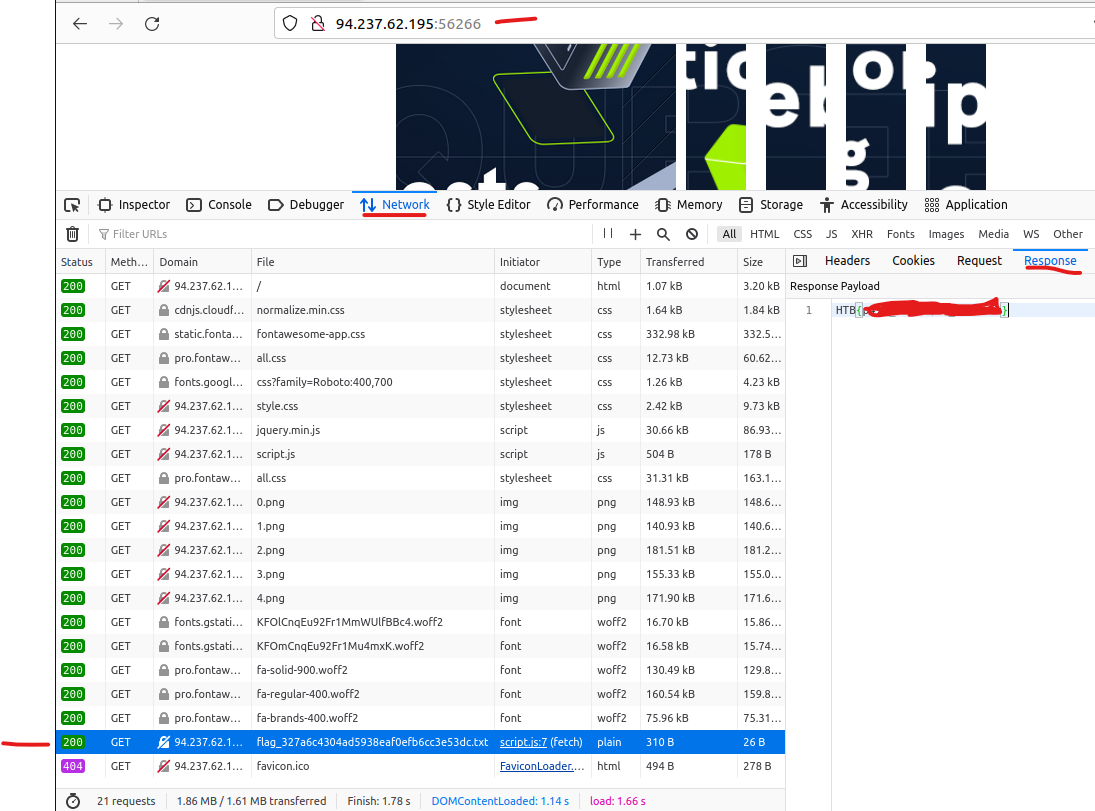 94.237.62.195:56266
Inspector Console Debugger Network Style Editor Performance Memory Storage Accessibility Application
Filter URLs All HTML CSS JS XHR Fonts Images Media WS Other
Status Meth... Domain File Initiator Type Transferred Size Headers Cookies Request Response
Response Payload
1 HTB{ }
200 GET 94.237.62.1... / document html 1.07 kB 3.20 kB
200 GET cdnjs.cloudf... normalize.min.css stylesheet css 1.64 kB 1.84 kB
200 GET static.fonta... fontawesome-app.css stylesheet css 332.98 kB 332.5...
200 GET pro.fontaw... all.css stylesheet css 12.73 kB 60.62...
200 GET fonts.googl... css?family=Roboto:400,700 stylesheet css 1.26 kB 4.23 kB
200 GET 94.237.62.1... style.css stylesheet css 2.42 kB 9.73 kB
200 GET 94.237.62.1... jquery.min.js script js 30.66 kB 86.93...
200 GET 94.237.62.1... script.js script js 504 B 178 B
200 GET pro.fontaw... all.css stylesheet css 31.31 kB 163.1...
200 GET 94.237.62.1... 0.png img png 148.93 kB 148.6...
200 GET 94.237.62.1... 1.png img png 140.93 kB 140.6...
200 GET 94.237.62.1... 2.png img png 181.51 kB 181.2...
200 GET 94.237.62.1... 3.png img png 155.33 kB 155.0...
200 GET 94.237.62.1... 4.png img png 171.90 kB 171.6...
200 GET fonts.gstati... KFOlCnqEu92Fr1MmWUlfBBc4.woff2 font woff2 16.70 kB 15.86...
200 GET fonts.gstati... KFOmCnqEu92Fr1Mu4mxK.woff2 font woff2 16.58 kB 15.74...
200 GET pro.fontaw... fa-solid-900.woff2 font woff2 130.49 kB 129.8...
200 GET pro.fontaw... fa-regular-400.woff2 font woff2 160.54 kB 159.8...
200 GET pro.fontaw... fa-brands-400.woff2 font woff2 75.96 kB 75.31...
200 GET 94.237.62.1... flag_327a6c4304ad5938eaf0efb6cc3e53dc.txt script.js:7 (fetch) plain 310 B 26 B
404 GET 94.237.62.1... favicon.ico FaviconLoader.... html 494 B 278 B
21 requests 1.86 MB / 1.61 MB transferred Finish: 1.78 s DOMContentLoaded: 1.14 s load: 1.66 s